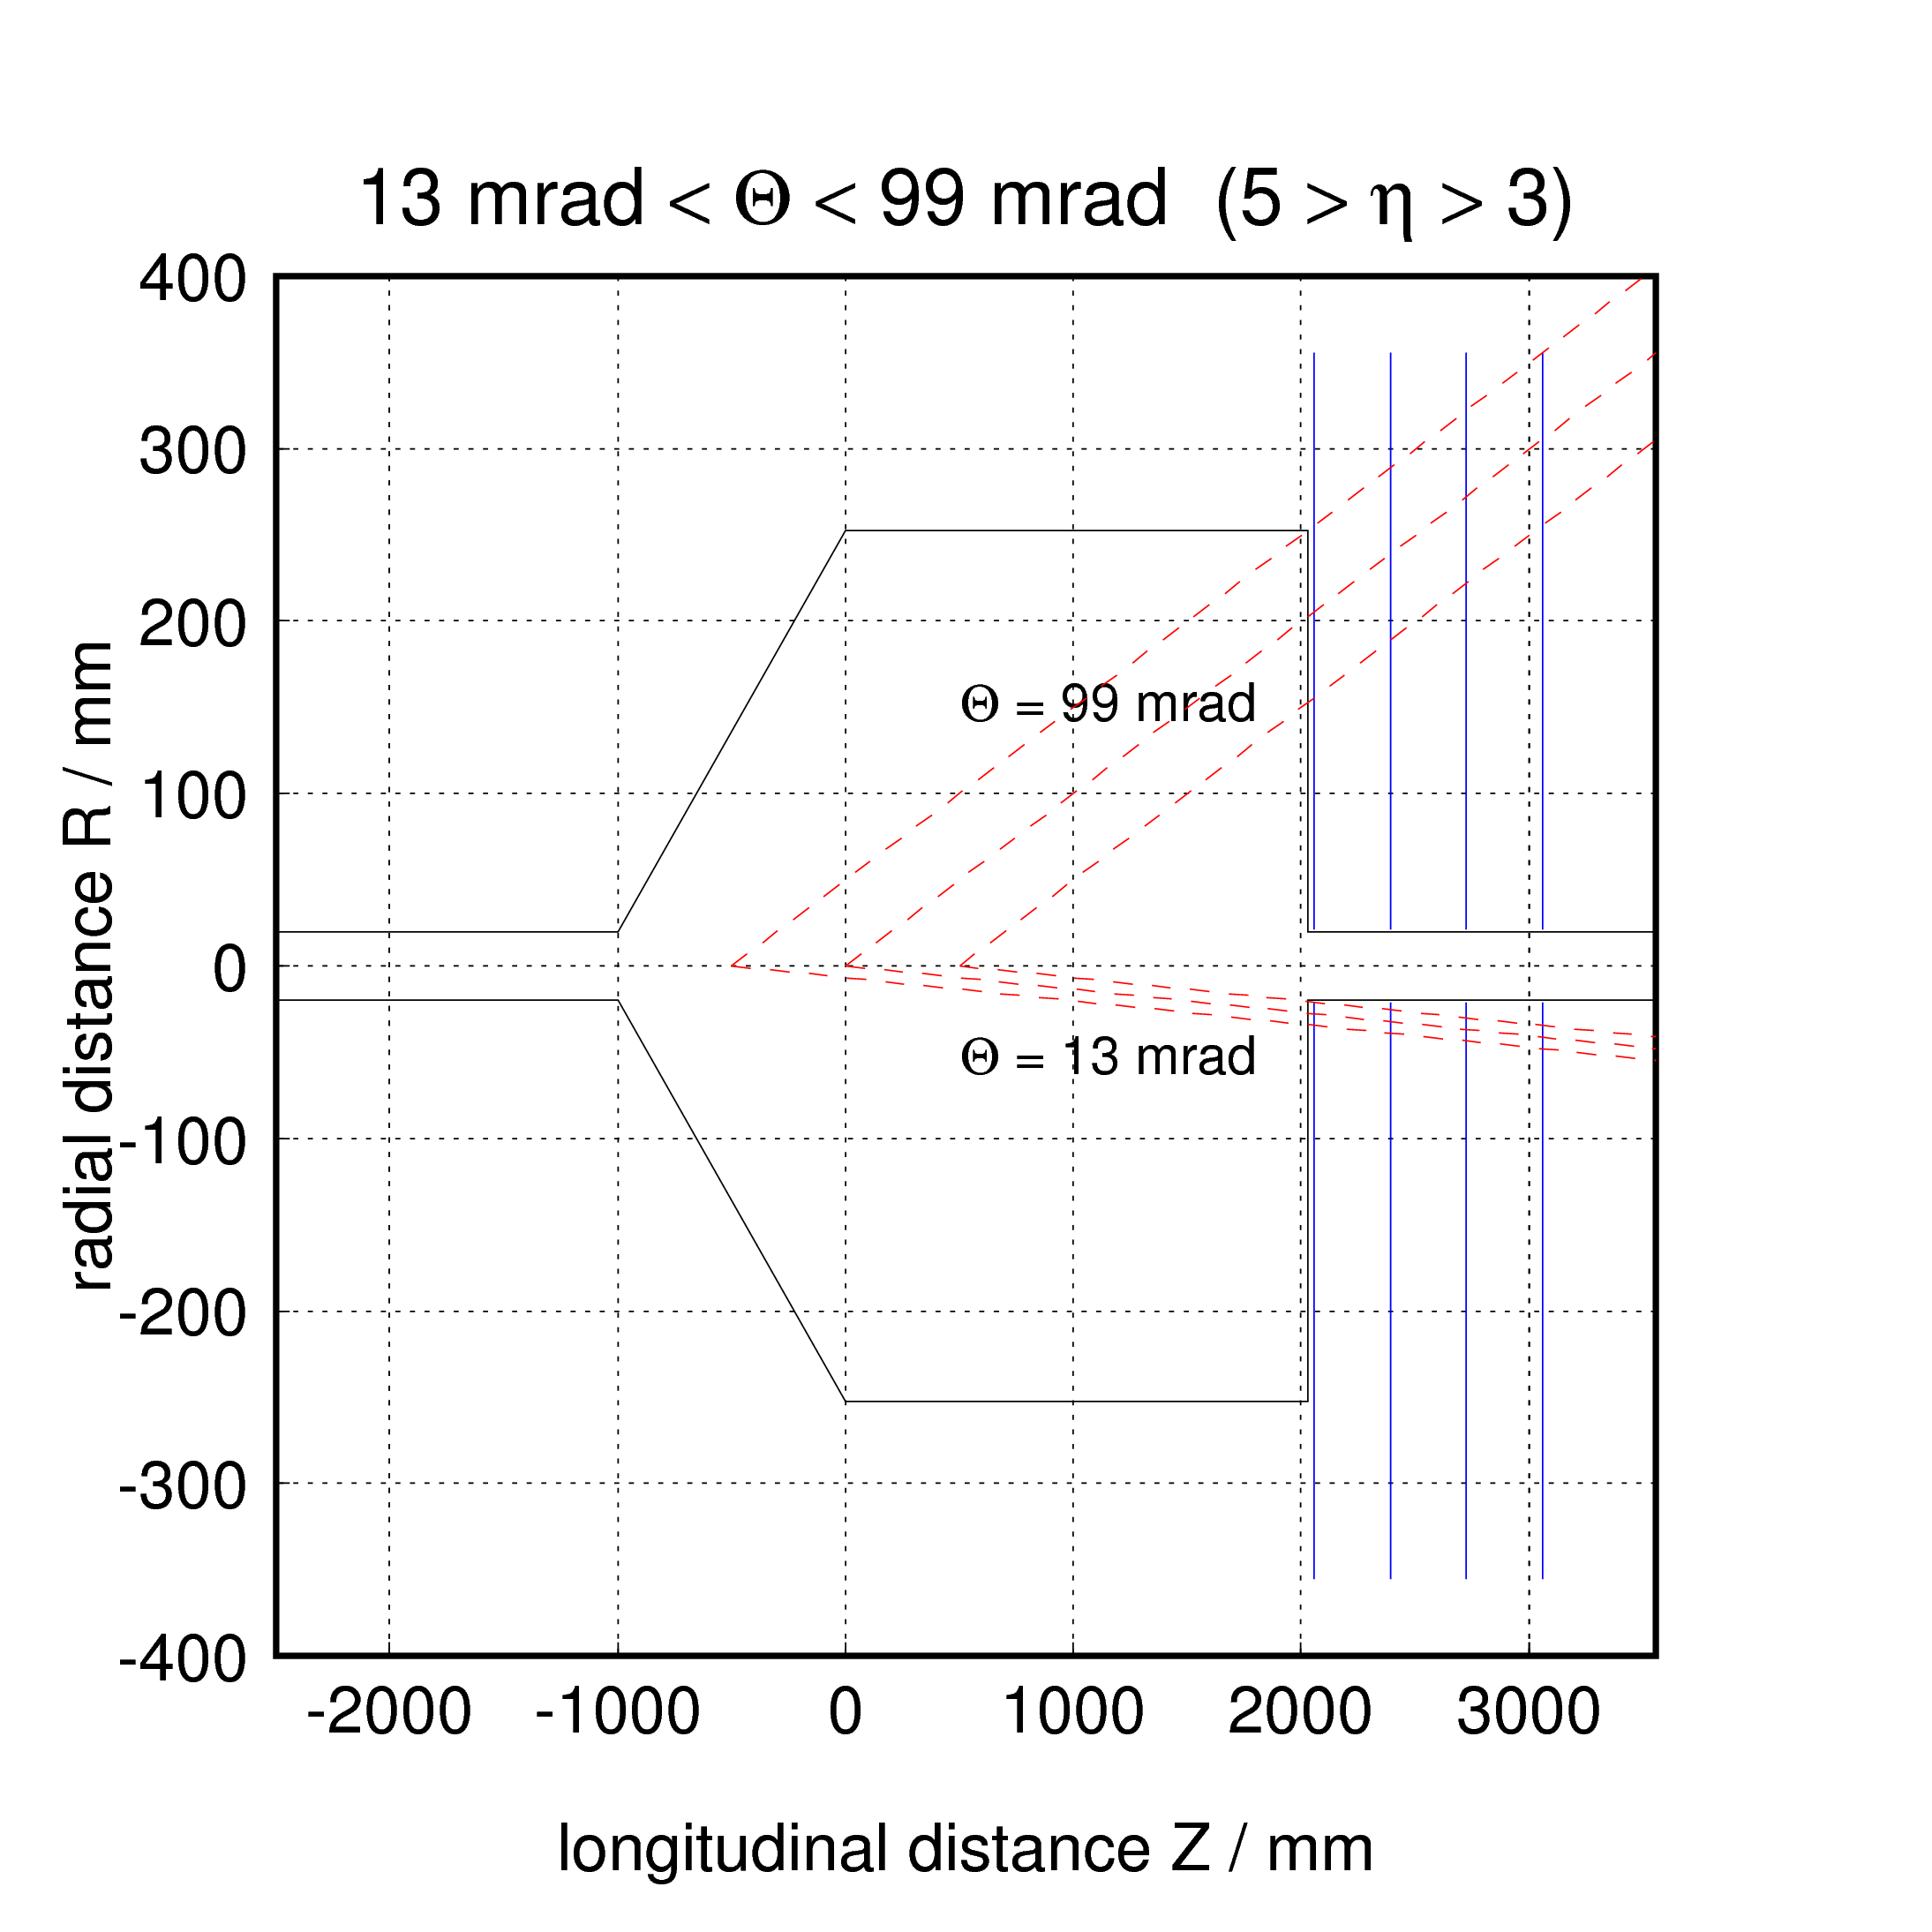 13 mrad < Θ < 99 mrad (5 > η > 3)
400
300
200
100
0
-100
-200
-300
-400
radial distance R / mm
Θ = 99 mrad
Θ = 13 mrad
-2000 -1000 0 1000 2000 3000
longitudinal distance Z / mm